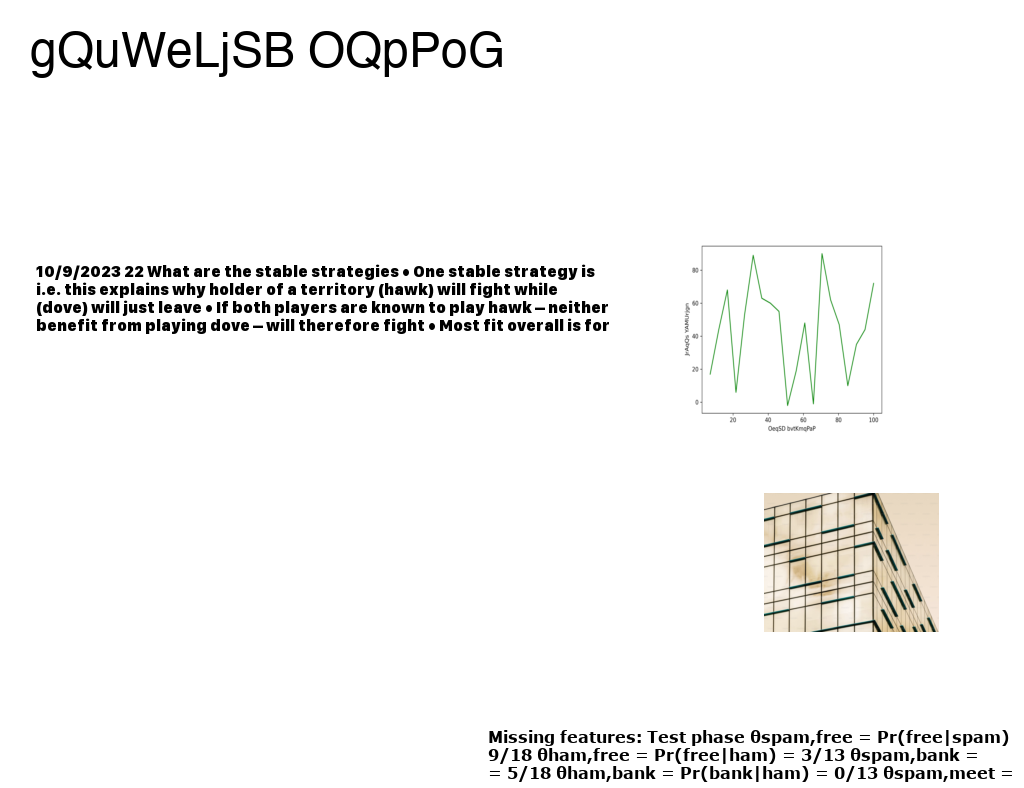 gQuWeLjSB OQpPoG
10/9/2023 22 What are the stable strategies • One stable strategy is
i.e. this explains why holder of a territory (hawk) will fight while
(dove) will just leave • If both players are known to play hawk – neither
benefit from playing dove – will therefore fight • Most fit overall is for
80
60
40
20
0
20 40 60 80 100
OeqSD bvtKmqPaP
Missing features: Test phase θspam,free = Pr(free|spam)
9/18 θham,free = Pr(free|ham) = 3/13 θspam,bank =
= 5/18 θham,bank = Pr(bank|ham) = 0/13 θspam,meet =